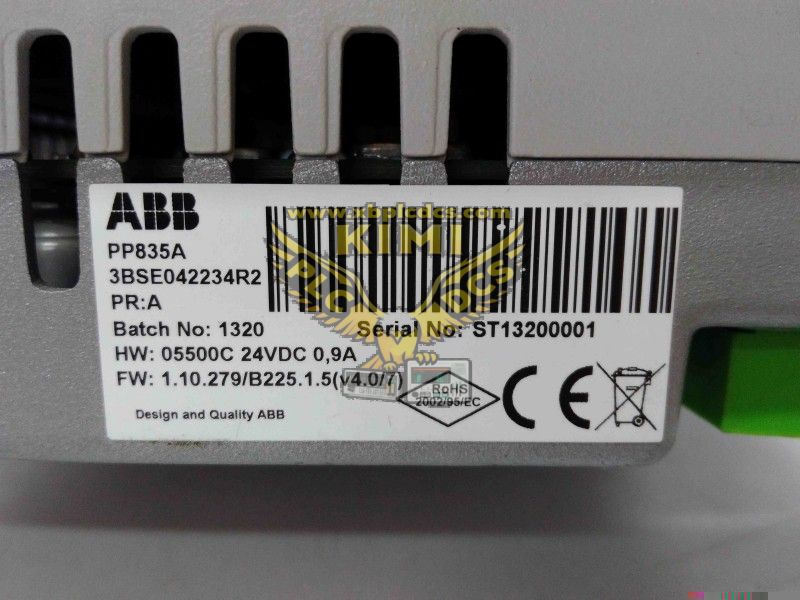 ABB
www.xbplcdcs.com
KIMI
PLC DCS
PP835A
3BSE042234R2
PR:A
Batch No: 1320 Serial No: ST13200001
HW: 05500C 24VDC 0,9A
FW: 1.10.279/B225.1.5(v4.0/7)
RoHS
2002/95/EC
CE
Design and Quality ABB